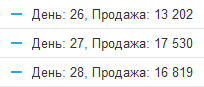 День: 26, Продажа: 13 202
День: 27, Продажа: 17 530
День: 28, Продажа: 16 819